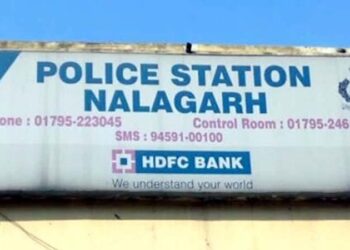 POLICE STATION
NALAGARH
one : 01795-223045 Control Room : 01795-246
SMS : 94591-00100
HDFC BANK
We understand your world